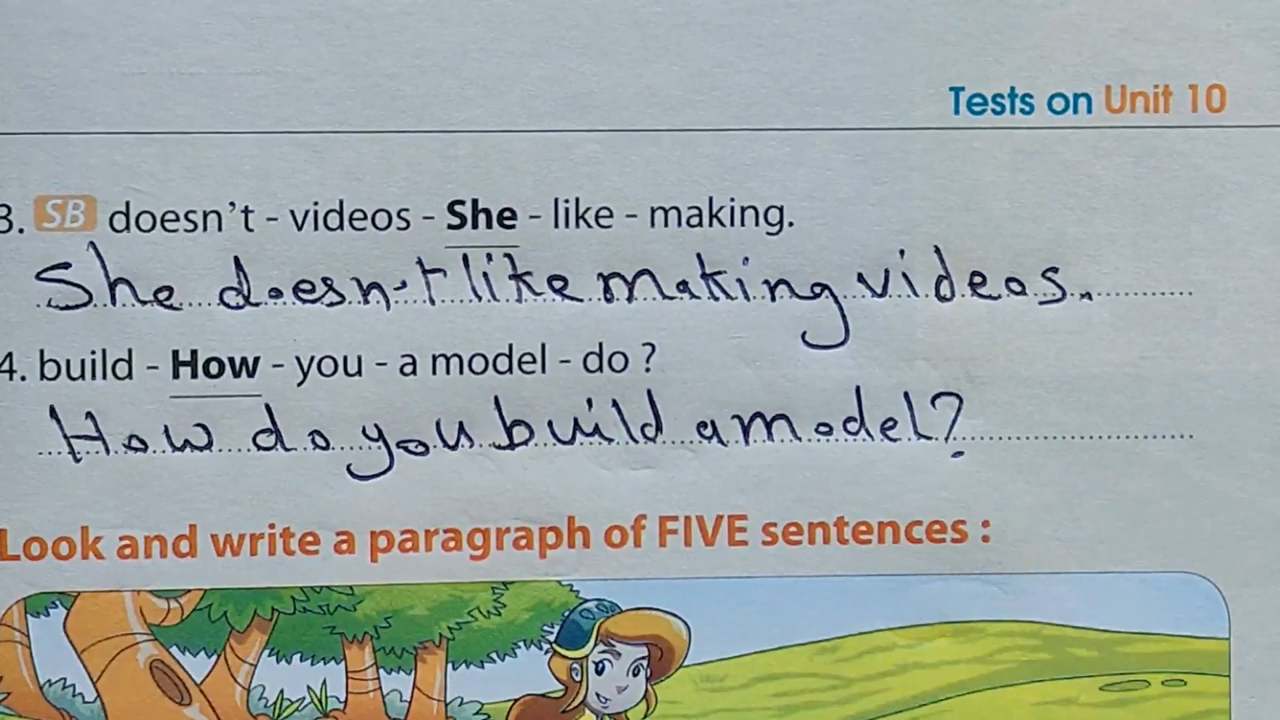 Tests on Unit 10
3. SB doesn't - videos - She - like - making.
She doesn't like making videos.
4. build - How - you - a model - do ?
How do you build a model?
Look and write a paragraph of FIVE sentences :